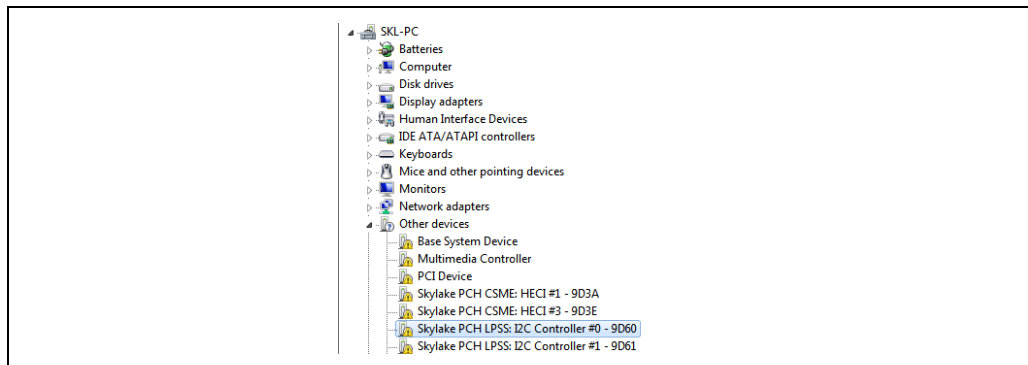 SKL-PC
Batteries
Computer
Disk drives
Display adapters
Human Interface Devices
IDE ATA/ATAPI controllers
Keyboards
Mice and other pointing devices
Monitors
Network adapters
Other devices
Base System Device
Multimedia Controller
PCI Device
Skylake PCH CSME: HECI #1 - 9D3A
Skylake PCH CSME: HECI #3 - 9D3E
Skylake PCH LPSS: I2C Controller #0 - 9D60
Skylake PCH LPSS: I2C Controller #1 - 9D61